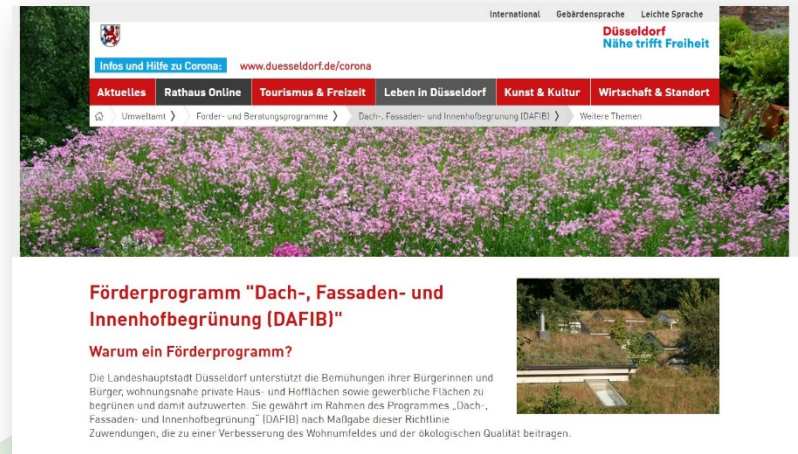 International Gebärdensprache Leichte Sprache
Düsseldorf
Nähe trifft Freiheit
Infos und Hilfe zu Corona: www.duesseldorf.de/corona
Aktuelles Rathaus Online Tourismus & Freizeit Leben in Düsseldorf Kunst & Kultur Wirtschaft & Standort
Umweltamt Förder- und Beratungsprogramme Dach-, Fassaden- und Innenhofbegrünung (DAFIB) Weitere Themen
Förderprogramm "Dach-, Fassaden- und
Innenhofbegrünung (DAFIB)"
Warum ein Förderprogramm?
Die Landeshauptstadt Düsseldorf unterstützt die Bemühungen ihrer Bürgerinnen und
Bürger, wohnungsnahe private Haus- und Hofflächen sowie gewerbliche Flächen zu
begrünen und damit aufzuwerten. Sie gewährt im Rahmen des Programmes „Dach-,
Fassaden- und Innenhofbegrünung" (DAFIB) nach Maßgabe dieser Richtlinie
Zuwendungen, die zu einer Verbesserung des Wohnumfeldes und der ökologischen Qualität beitragen.